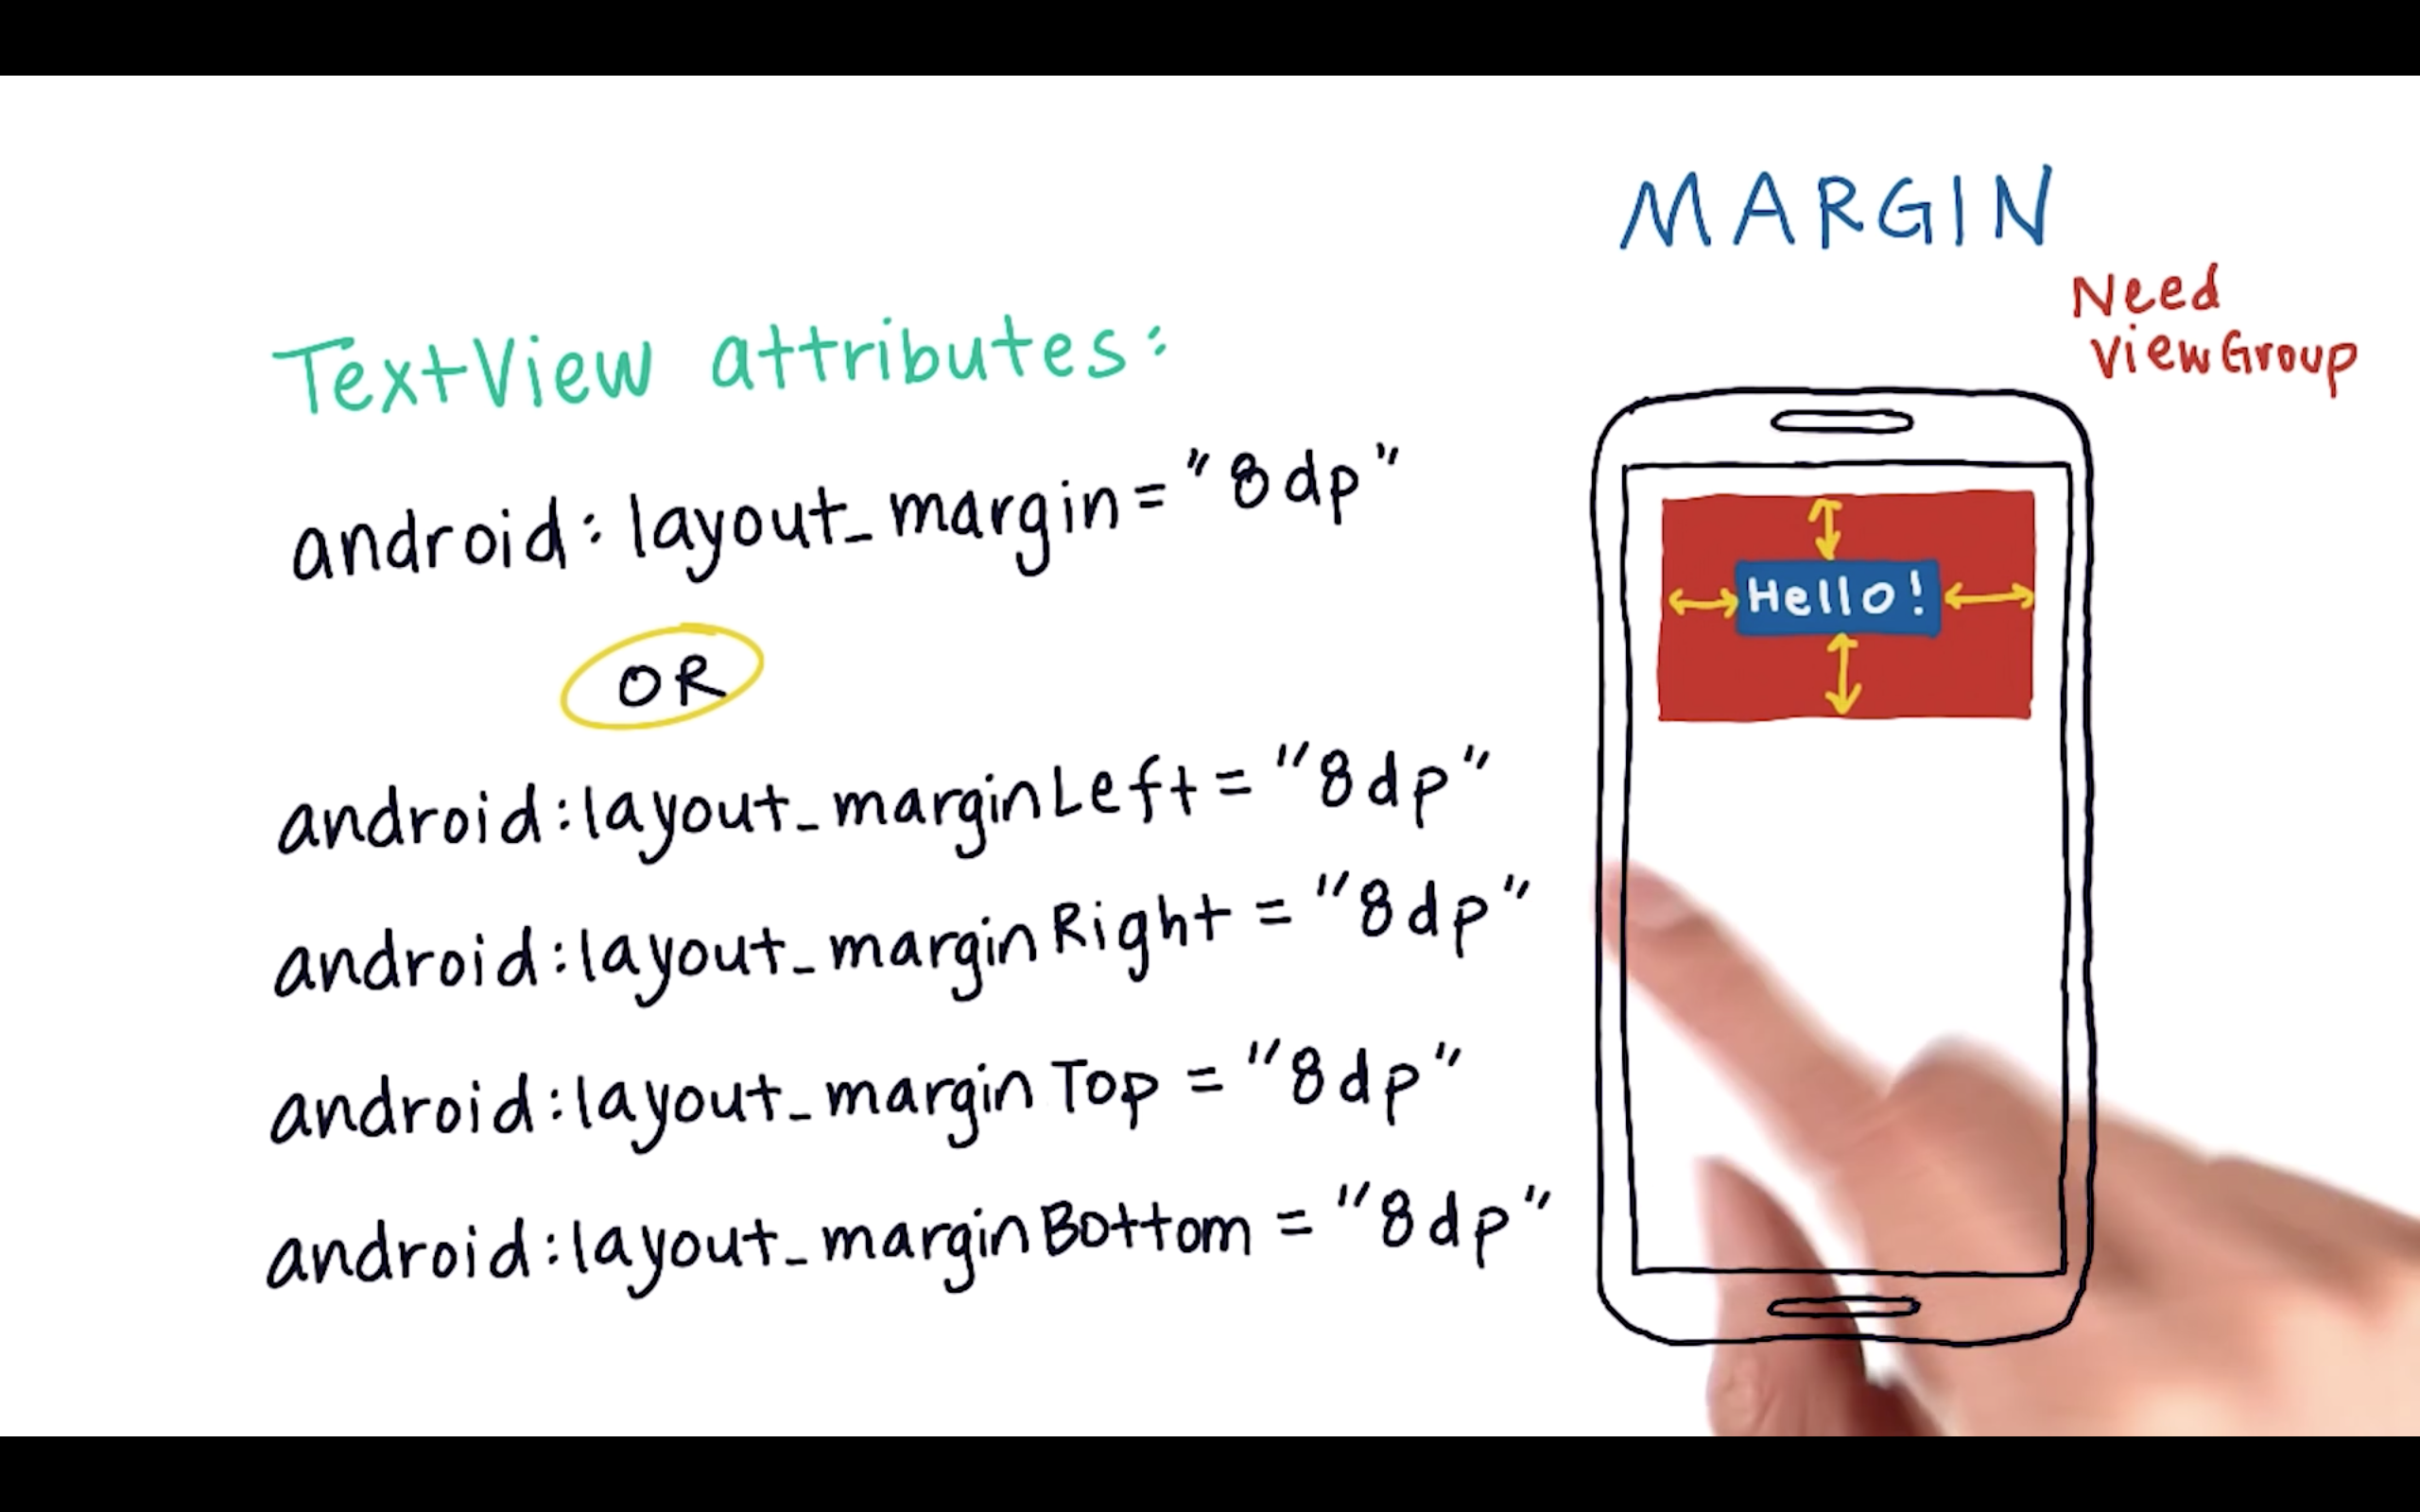 MARGIN
Need
ViewGroup
TextView attributes:
android:layout_margin="8dp"
OR
android:layout_marginLeft="8dp"
android:layout_marginRight="8dp"
android:layout_marginTop="8dp"
android:layout_marginBottom="8dp"
Hello!